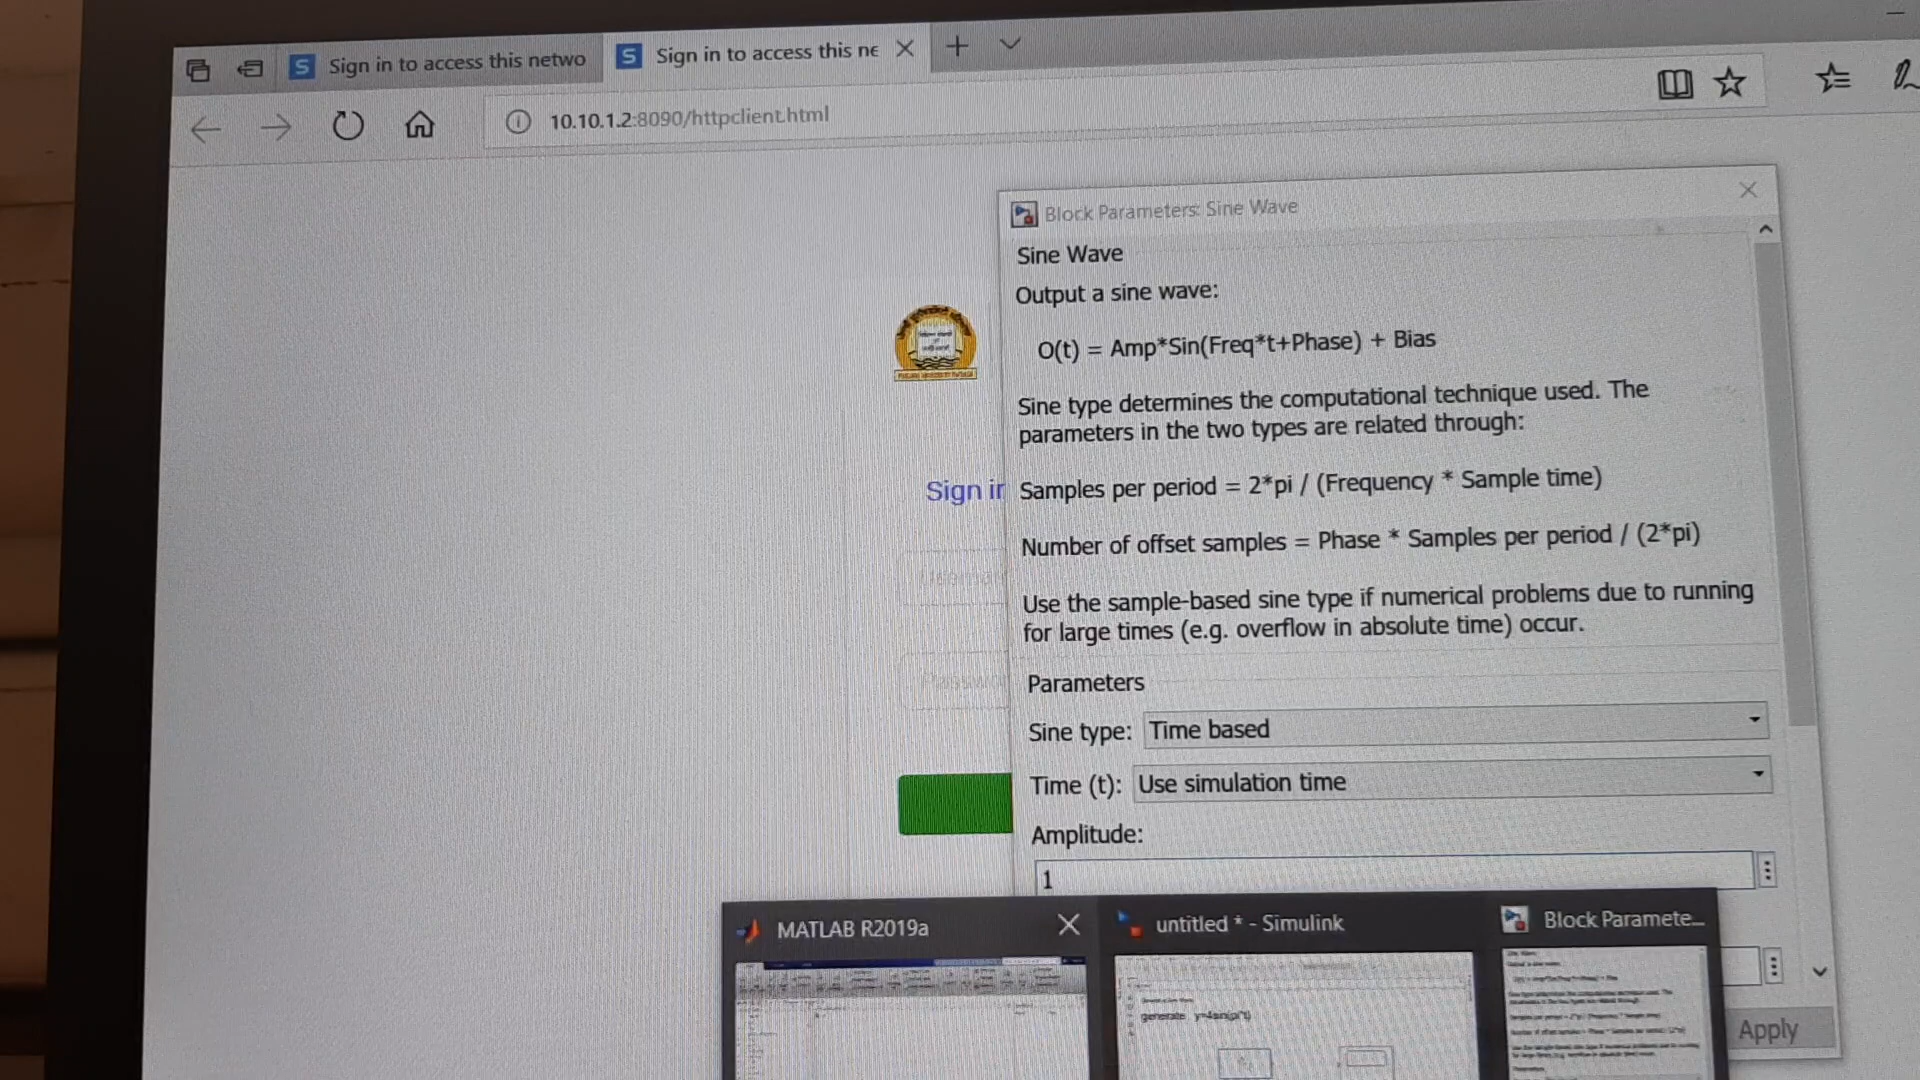 Sign in to access this netwo
Sign in to access this ne
10.10.1.2:8090/httpclient.html
Block Parameters: Sine Wave
Sine Wave
Output a sine wave:
O(t) = Amp*Sin(Freq*t+Phase) + Bias
Sine type determines the computational technique used. The
parameters in the two types are related through:
Sign in
Samples per period = 2*pi / (Frequency * Sample time)
Number of offset samples = Phase * Samples per period / (2*pi)
Use the sample-based sine type if numerical problems due to running
for large times (e.g. overflow in absolute time) occur.
Parameters
Sine type: Time based
Time (t): Use simulation time
Amplitude:
1
MATLAB R2019a
untitled * - Simulink
Block Paramete...
generate y=4sin(pi*t)
Apply